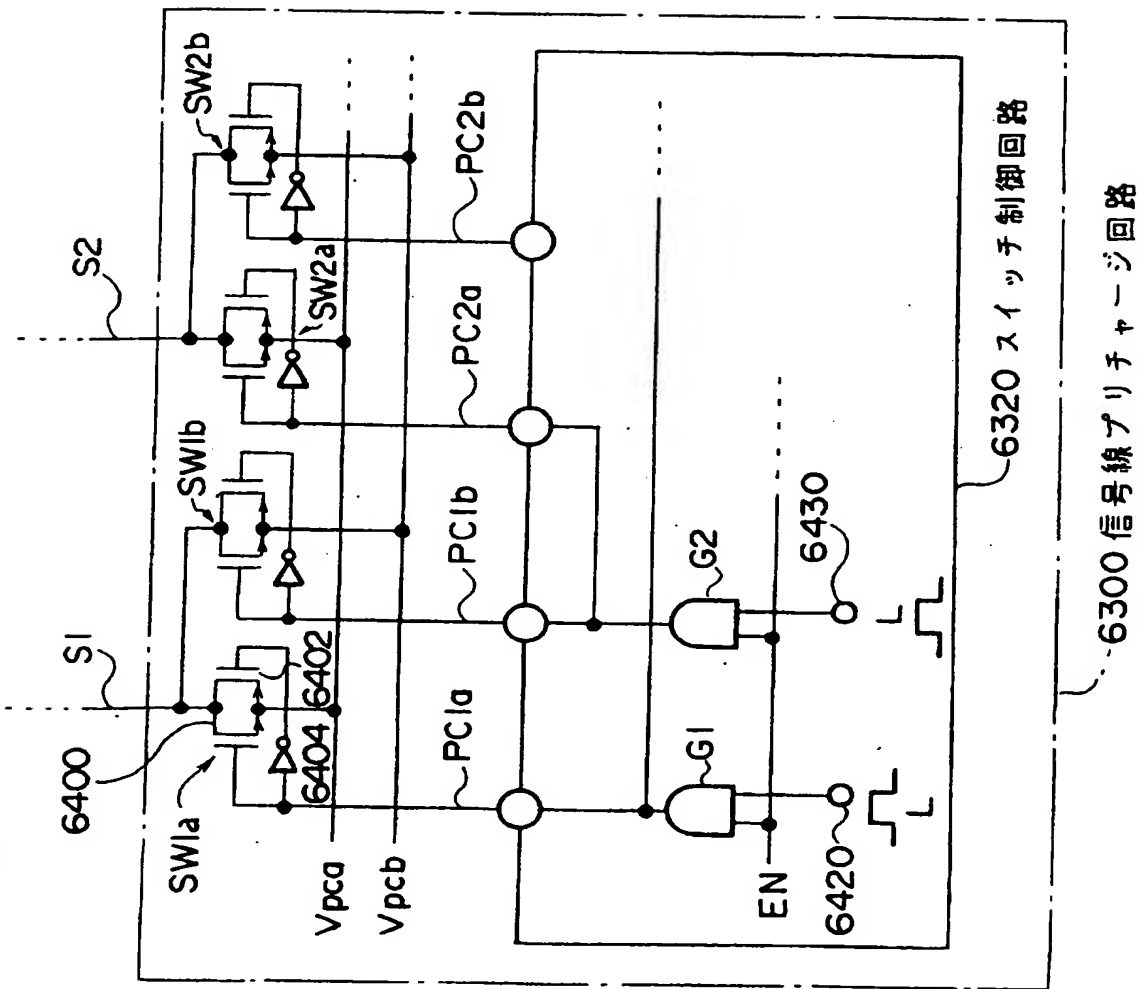 S1
S2
6400
SW1a
SW1b
SW2a
SW2b
6402
6404
Vpca
Vpcb
PC1a
PC1b
PC2a
PC2b
G1
G2
EN
6420
L
6430
L
6320 スイッチ制御回路
6300 信号線プリチャージ回路